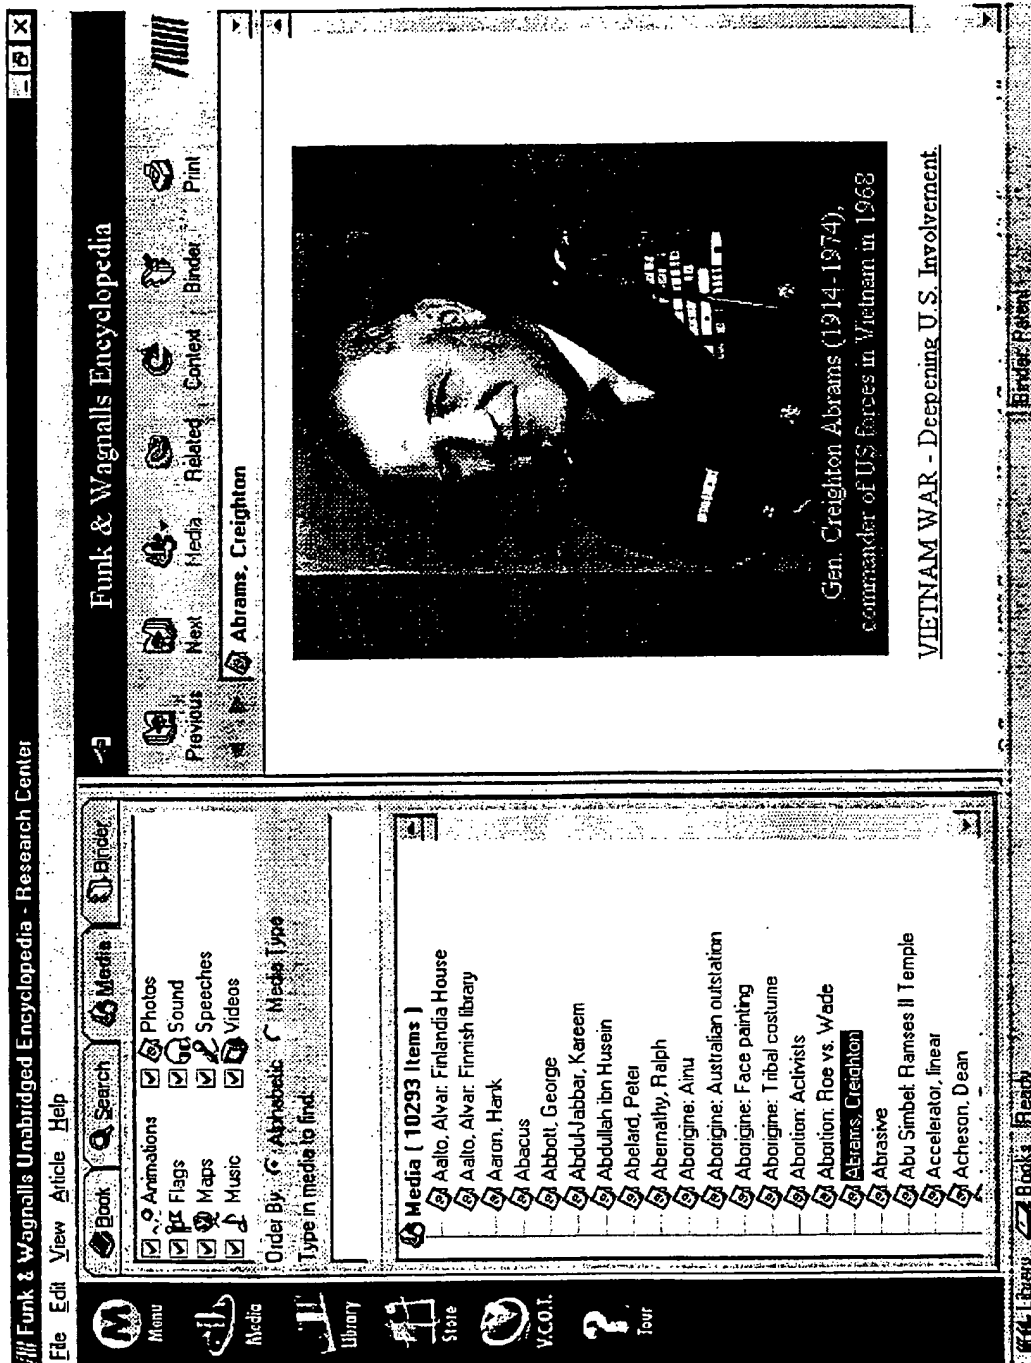 Funk & Wagnalls Unabridged Encyclopedia - Research Center
File Edit View Article Help
Menu
Media
Library
Store
V.C.O.T.
Tour
Book Search Media Binder
Animations Photos
Flags Sound
Maps Speeches
Music Videos
Order By: Alphabetic Media Type
Type in media to find:
Media ( 10293 Items )
Aalto, Alvar: Finlandia House
Aalto, Alvar: Finnish library
Aaron, Hank
Abacus
Abbott, George
Abdul-Jabbar, Kareem
Abdullah ibn Husein
Abelard, Peter
Abernathy, Ralph
Aborigine: Ainu
Aborigine: Australian outstation
Aborigine: Face painting
Aborigine: Tribal costume
Abortion: Activists
Abortion: Roe vs. Wade
Abrams, Creighton
Abrasive
Abu Simbel: Ramses II Temple
Accelerator, linear
Acheson, Dean
Funk & Wagnalls Encyclopedia
Previous Next Media Related Context Binder Print
Abrams, Creighton
Gen. Creighton Abrams (1914-1974),
commander of US forces in Vietnam in 1968
VIETNAM WAR - Deepening U.S. Involvement
Library Books Ready Binder: Patent